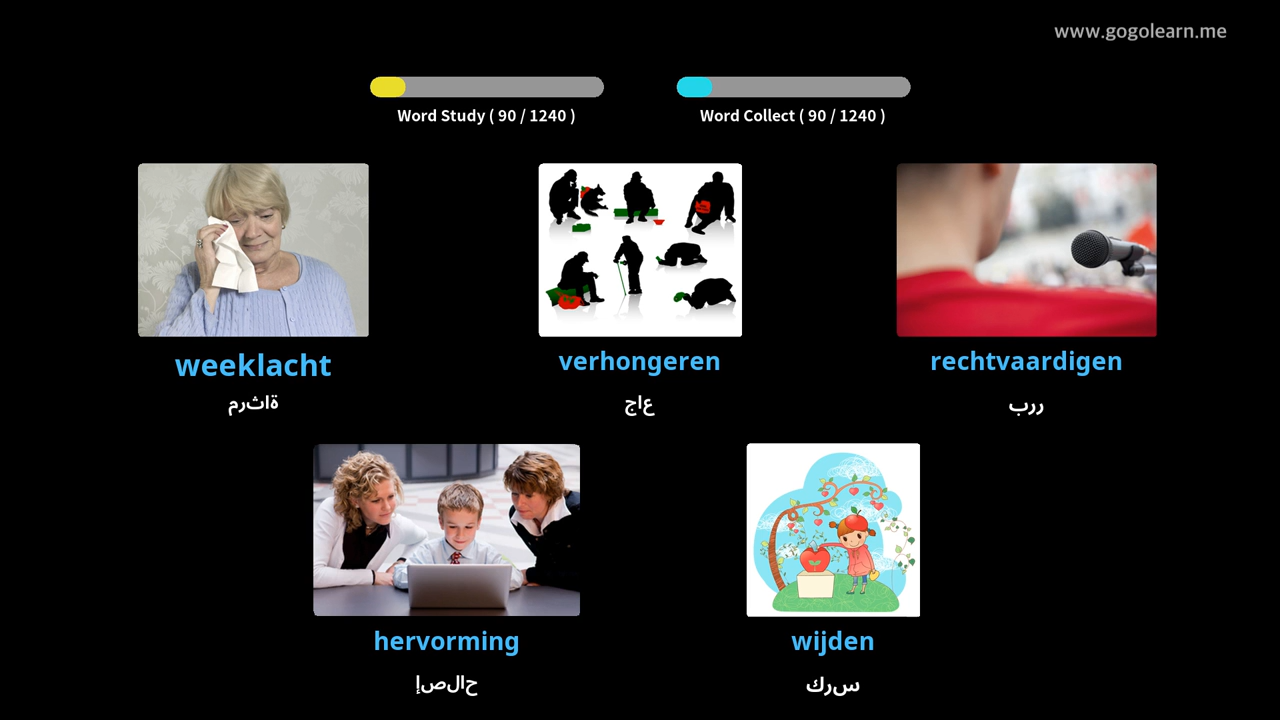 www.gogolearn.me
Word Study ( 90 / 1240 )
Word Collect ( 90 / 1240 )
weeklacht
ةاثرم
verhongeren
عاج
rechtvaardigen
ررب
hervorming
حالصإ
wijden
سرك